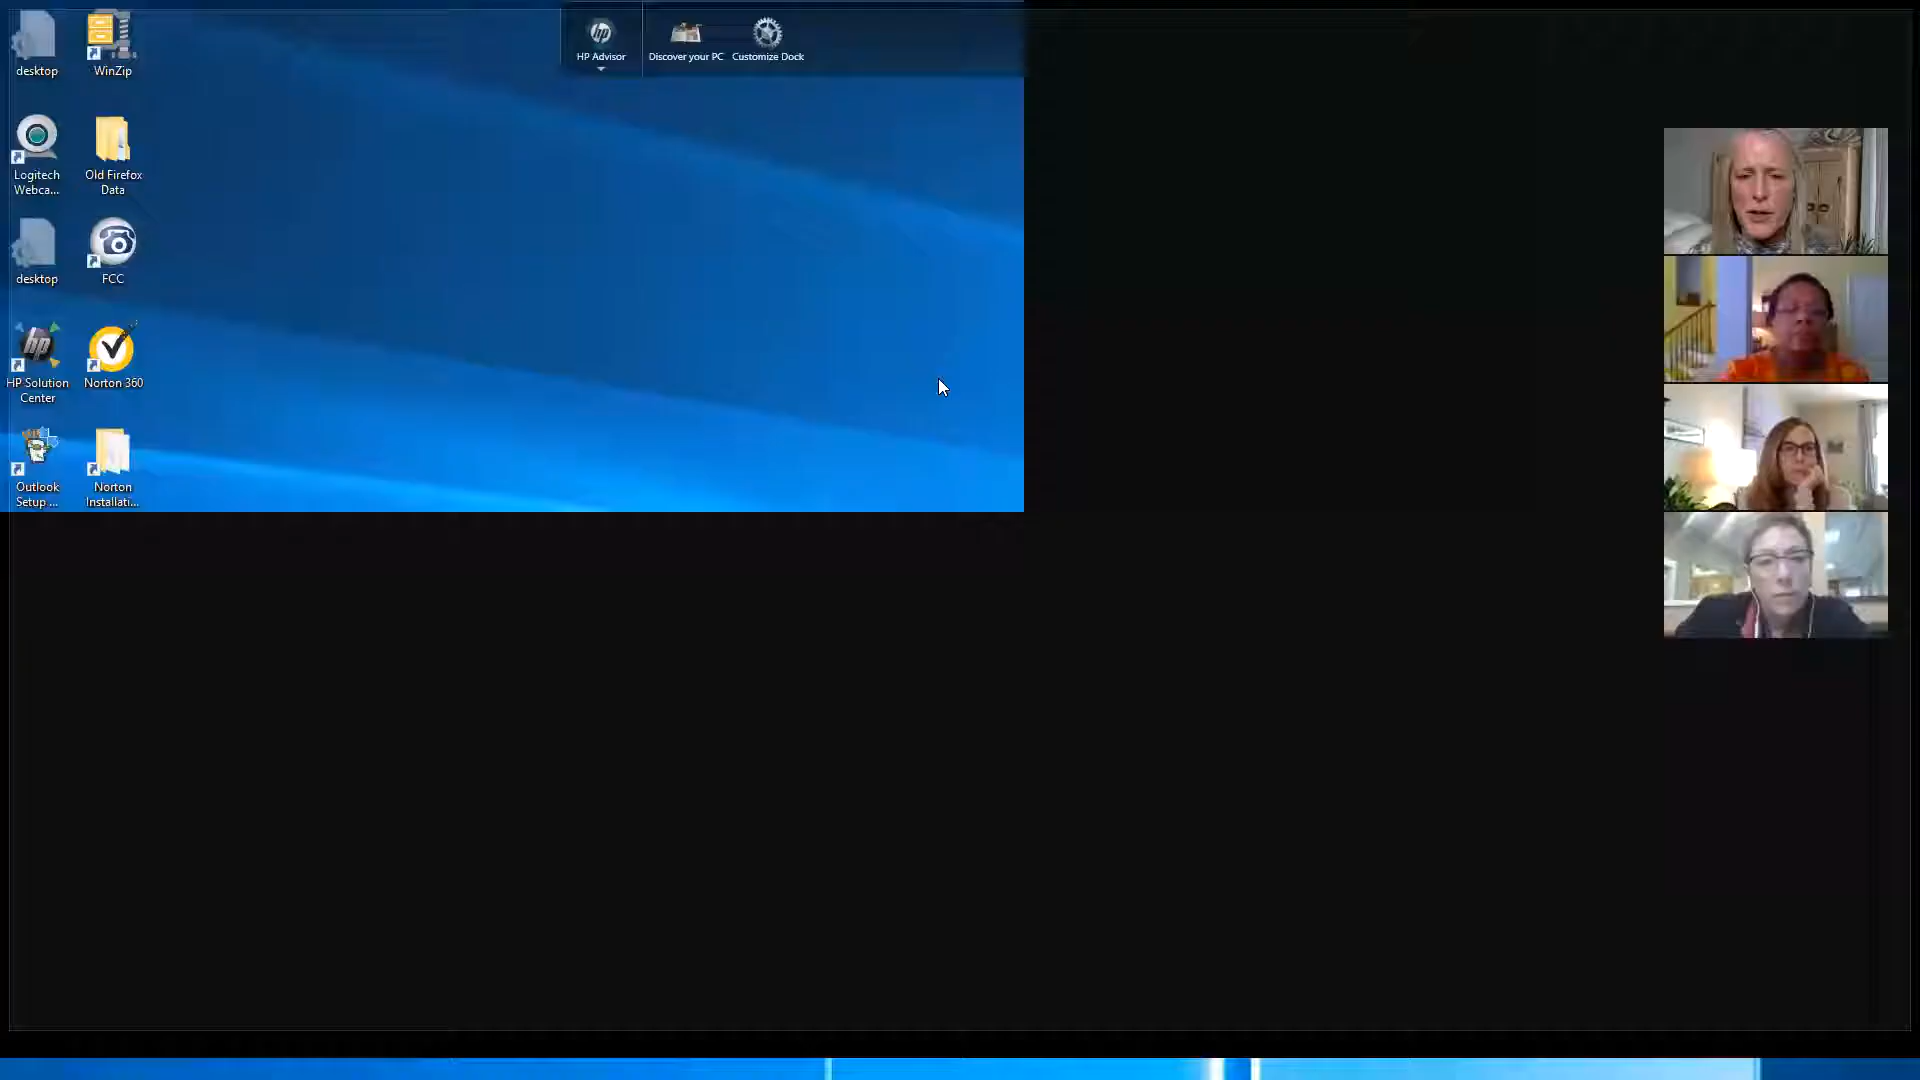 HP Advisor
Discover your PC
Customize Dock
desktop
WinZip
Logitech
Webca...
Old Firefox
Data
desktop
FCC
HP Solution
Center
Norton 360
Outlook
Setup ...
Norton
Installati...